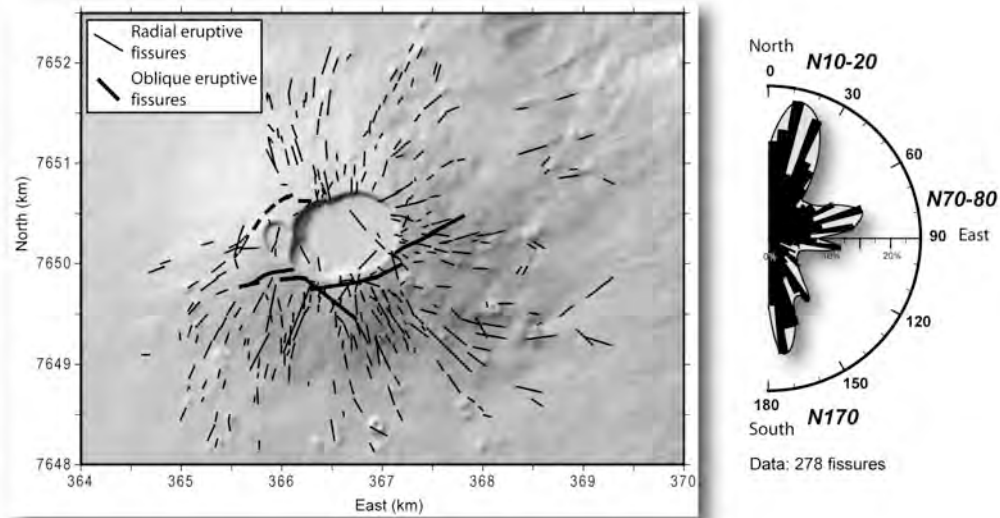 Radial eruptive
fissures
Oblique eruptive
fissures
7652
7651
7650
7649
7648
North (km)
364
365
366
367
368
369
370
East (km)
North
N10-20
0
30
60
N70-80
90 East
0%
10%
20%
120
150
180
N170
South
Data: 278 fissures